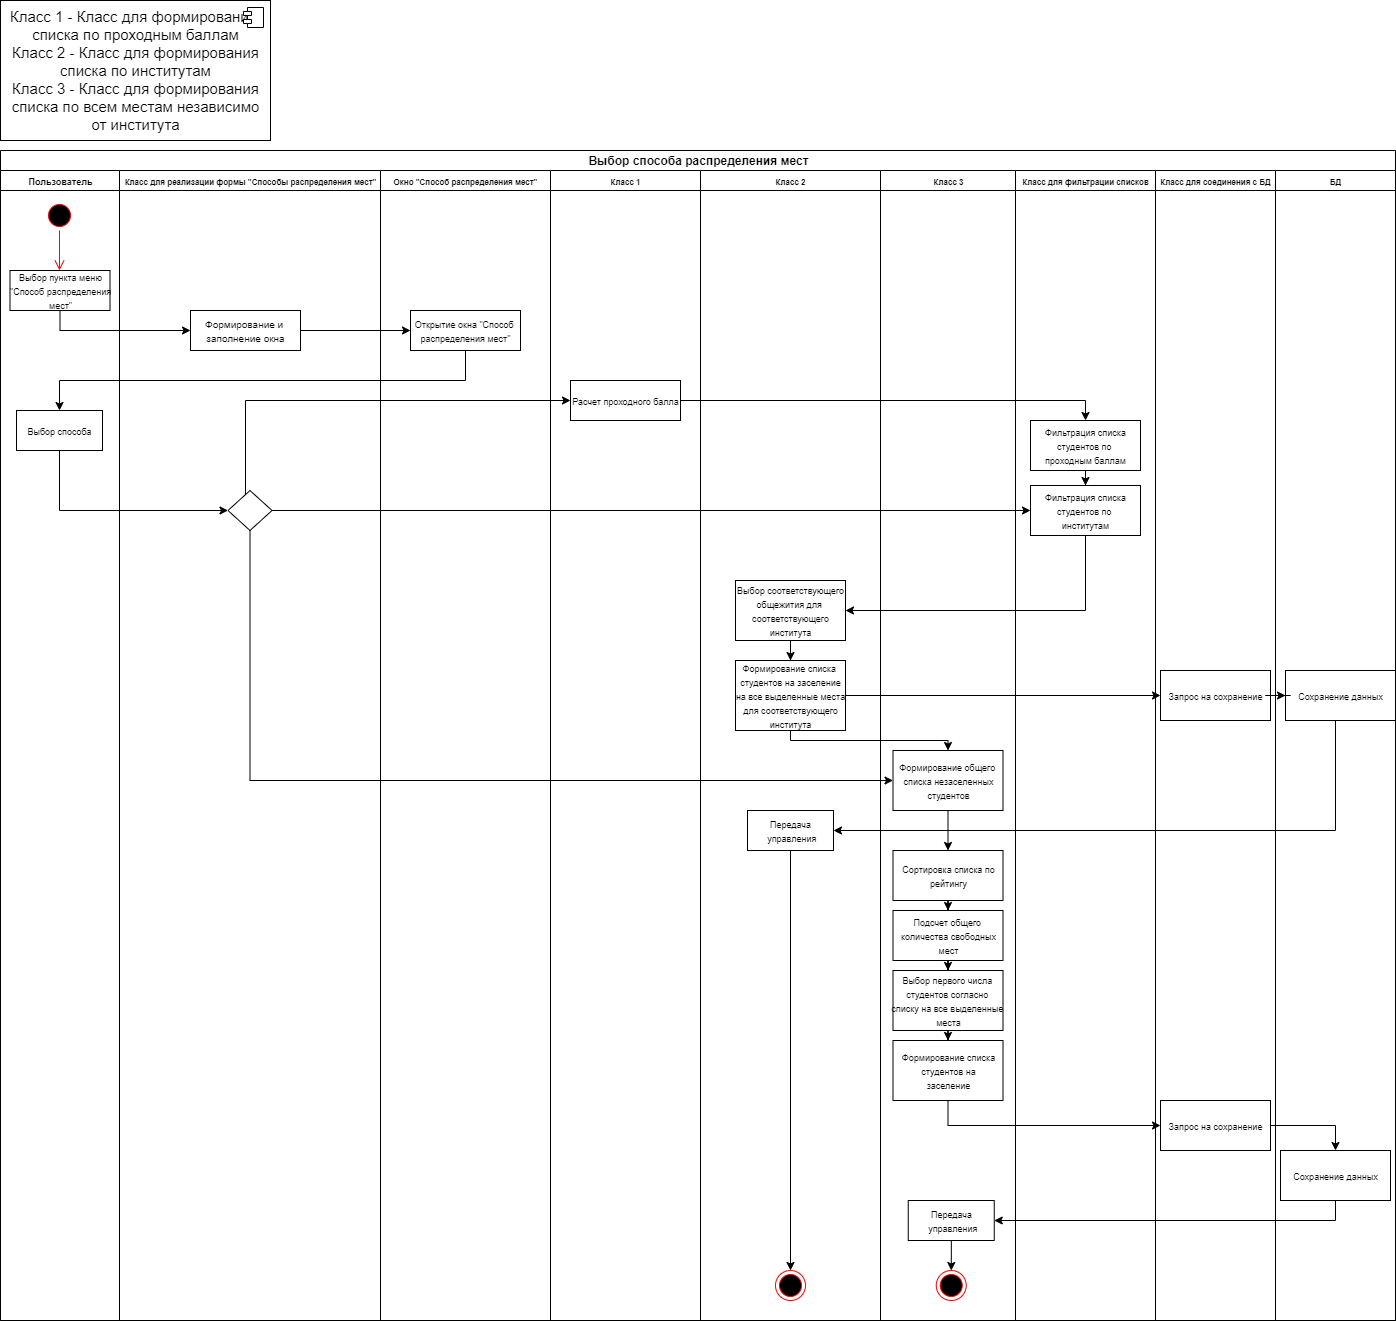 Класс 1 - Класс для формирования
списка по проходным баллам
Класс 2 - Класс для формирования
списка по институтам
Класс 3 - Класс для формирования
списка по всем местам независимо
от института
Выбор способа распределения мест
Пользователь
Класс для реализации формы "Способы распределения мест"
Окно "Способ распределения мест"
Класс 1
Класс 2
Класс 3
Класс для фильтрации списков
Класс для соединения с БД
БД
Выбор пункта меню
"Способ распределения
мест"
Формирование и
заполнение окна
Открытие окна "Способ
распределения мест"
Расчет проходного балла
Выбор способа
Фильтрация списка
студентов по
проходным баллам
Фильтрация списка
студентов по
институтам
Выбор соответствующего
общежития для
соответствующего
института
Формирование списка
студентов на заселение
на все выделенные места
для соответствующего
института
Запрос на сохранение
Сохранение данных
Формирование общего
списка незаселенных
студентов
Передача
управления
Сортировка списка по
рейтингу
Подсчет общего
количества свободных
мест
Выбор первого числа
студентов согласно
списку на все выделенные
места
Формирование списка
студентов на
заселение
Запрос на сохранение
Сохранение данных
Передача
управления